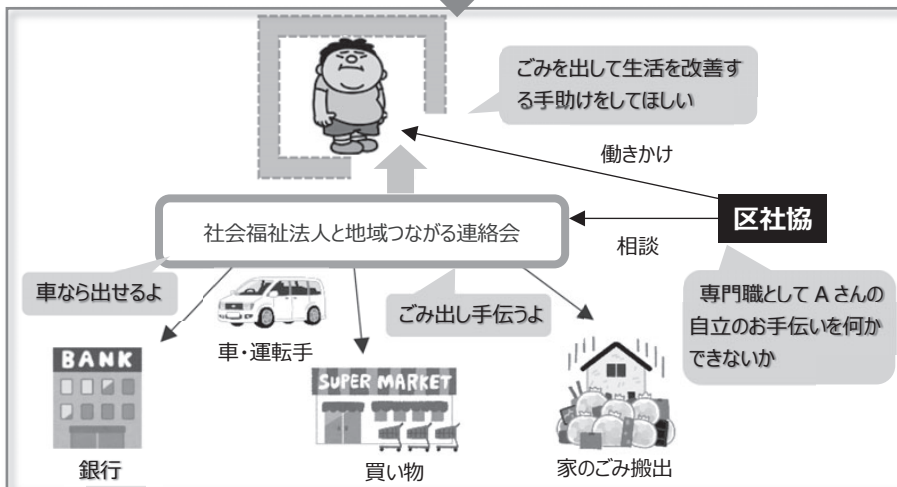 ごみを出して生活を改善す
る手助けをしてほしい
働きかけ
区社協
社会福祉法人と地域つながる連絡会
相談
車なら出せるよ
ごみ出し手伝うよ
専門職として A さんの
自立のお手伝いを何か
できないか
車・運転手
BANK
SUPER MARKET
銀行
買い物
家のごみ搬出